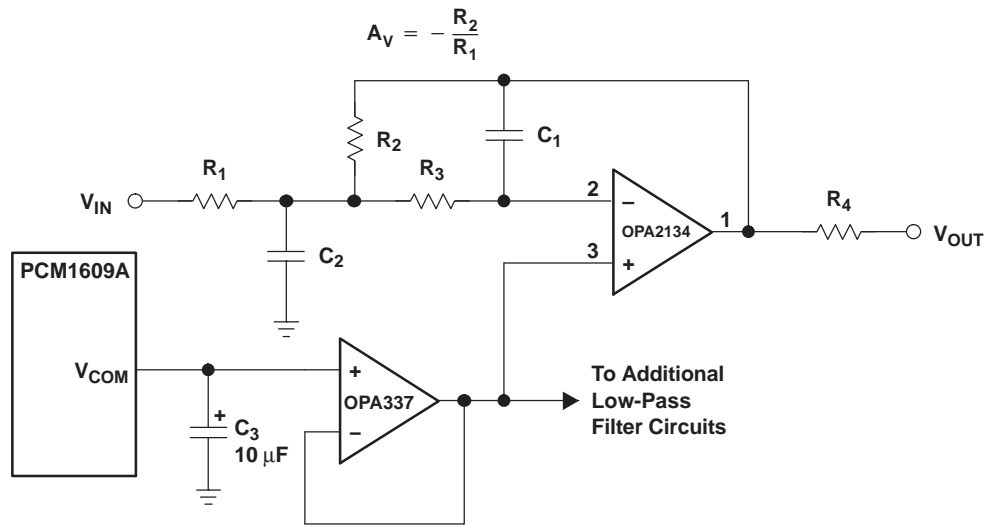 A_V = − R_2 / R_1
R_2
C_1
R_1
R_3
V_IN
2
−
OPA2134
1
R_4
V_OUT
3
+
C_2
PCM1609A
V_COM
+
OPA337
−
+
C_3
10 µF
To Additional
Low-Pass
Filter Circuits